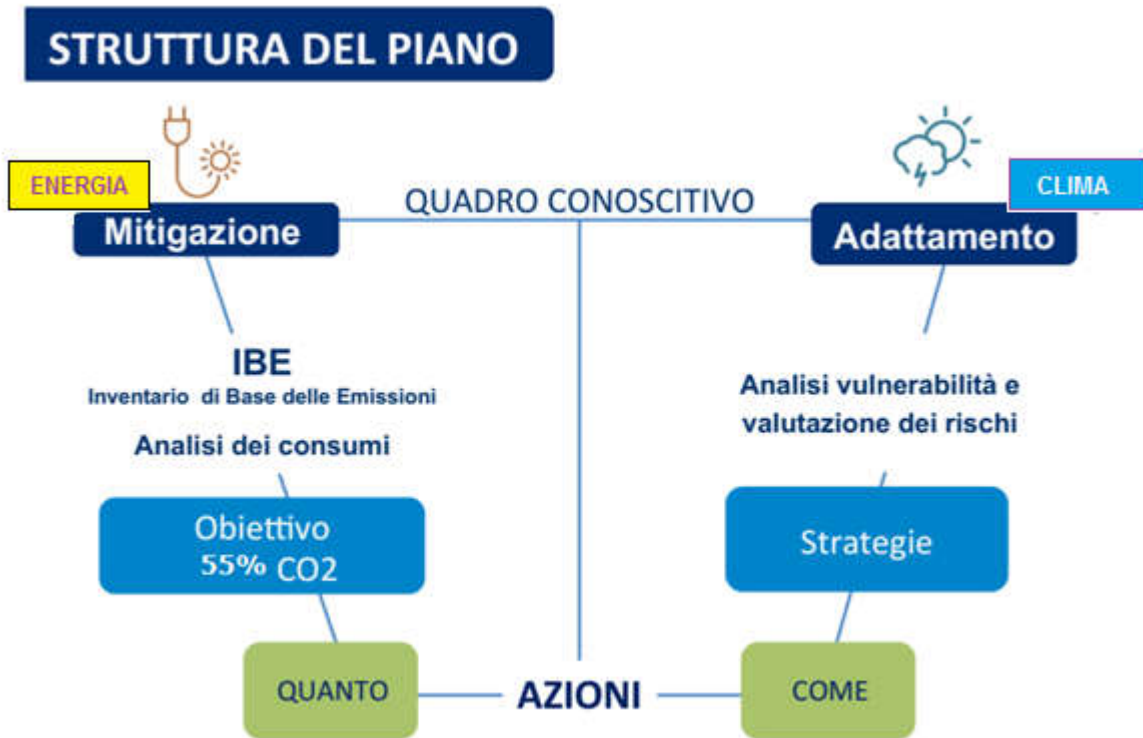 STRUTTURA DEL PIANO
ENERGIA
CLIMA
QUADRO CONOSCITIVO
Mitigazione
Adattamento
IBE
Inventario di Base delle Emissioni
Analisi dei consumi
Analisi vulnerabilità e
valutazione dei rischi
Obiettivo
55% CO2
Strategie
QUANTO
AZIONI
COME